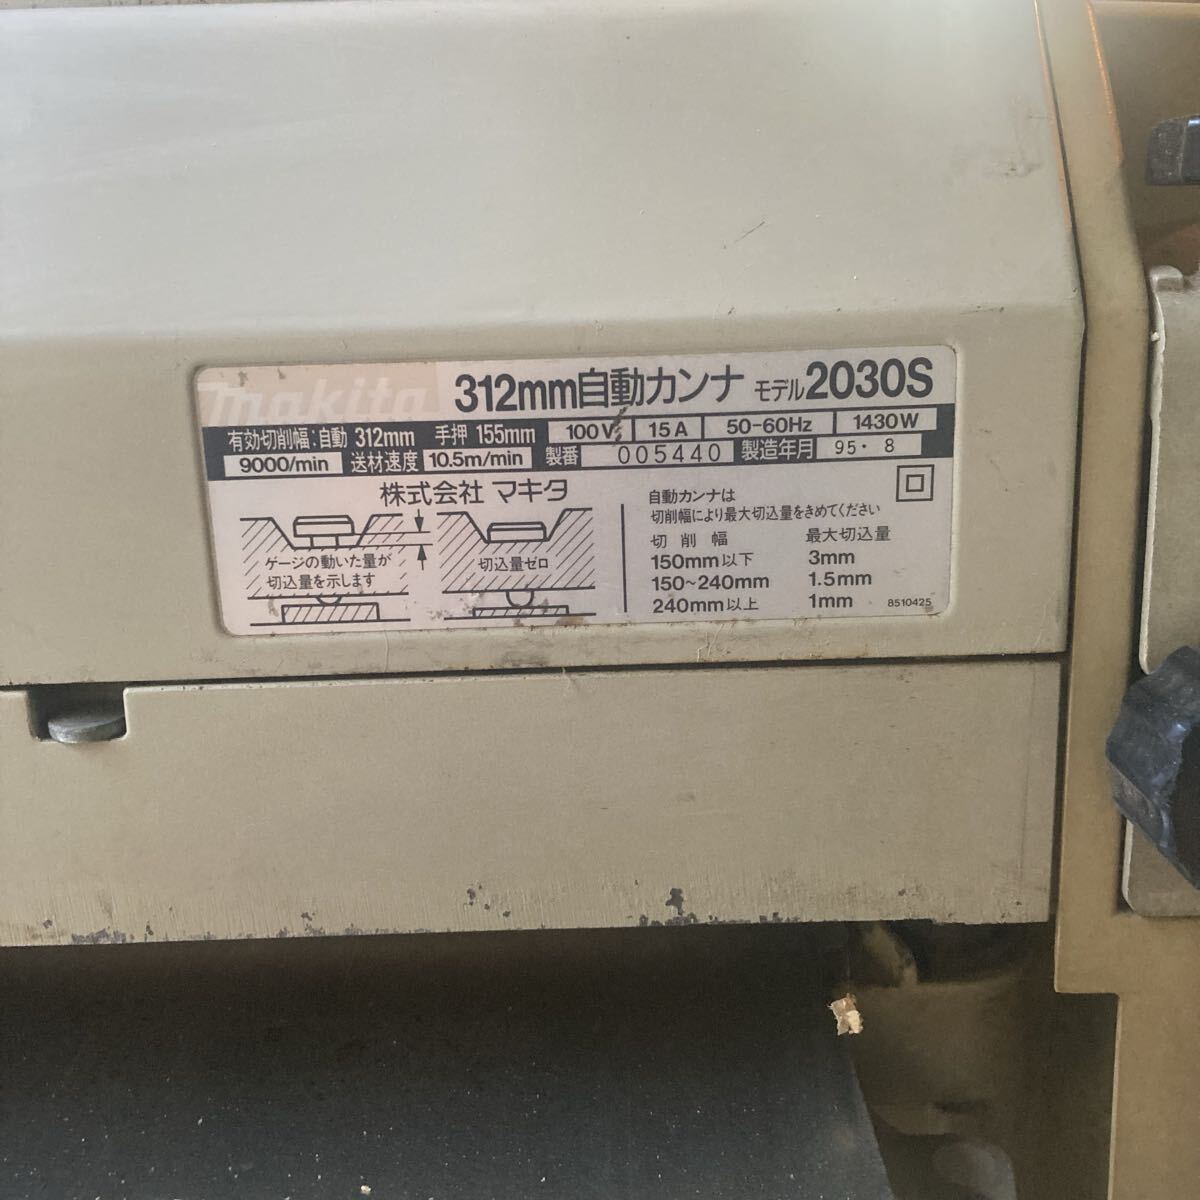 makita 312mm自動カンナ モデル2030S
有効切削幅:自動 312mm 手押 155mm 100V 15A 50-60Hz 1430W
9000/min 送材速度 10.5m/min 製番 005440 製造年月 95・8
株式会社 マキタ
ゲージの動いた量が
切込量を示します
切込量ゼロ
自動カンナは
切削幅により最大切込量をきめてください
切削幅 最大切込量
150mm以下 3mm
150~240mm 1.5mm
240mm以上 1mm
8510425